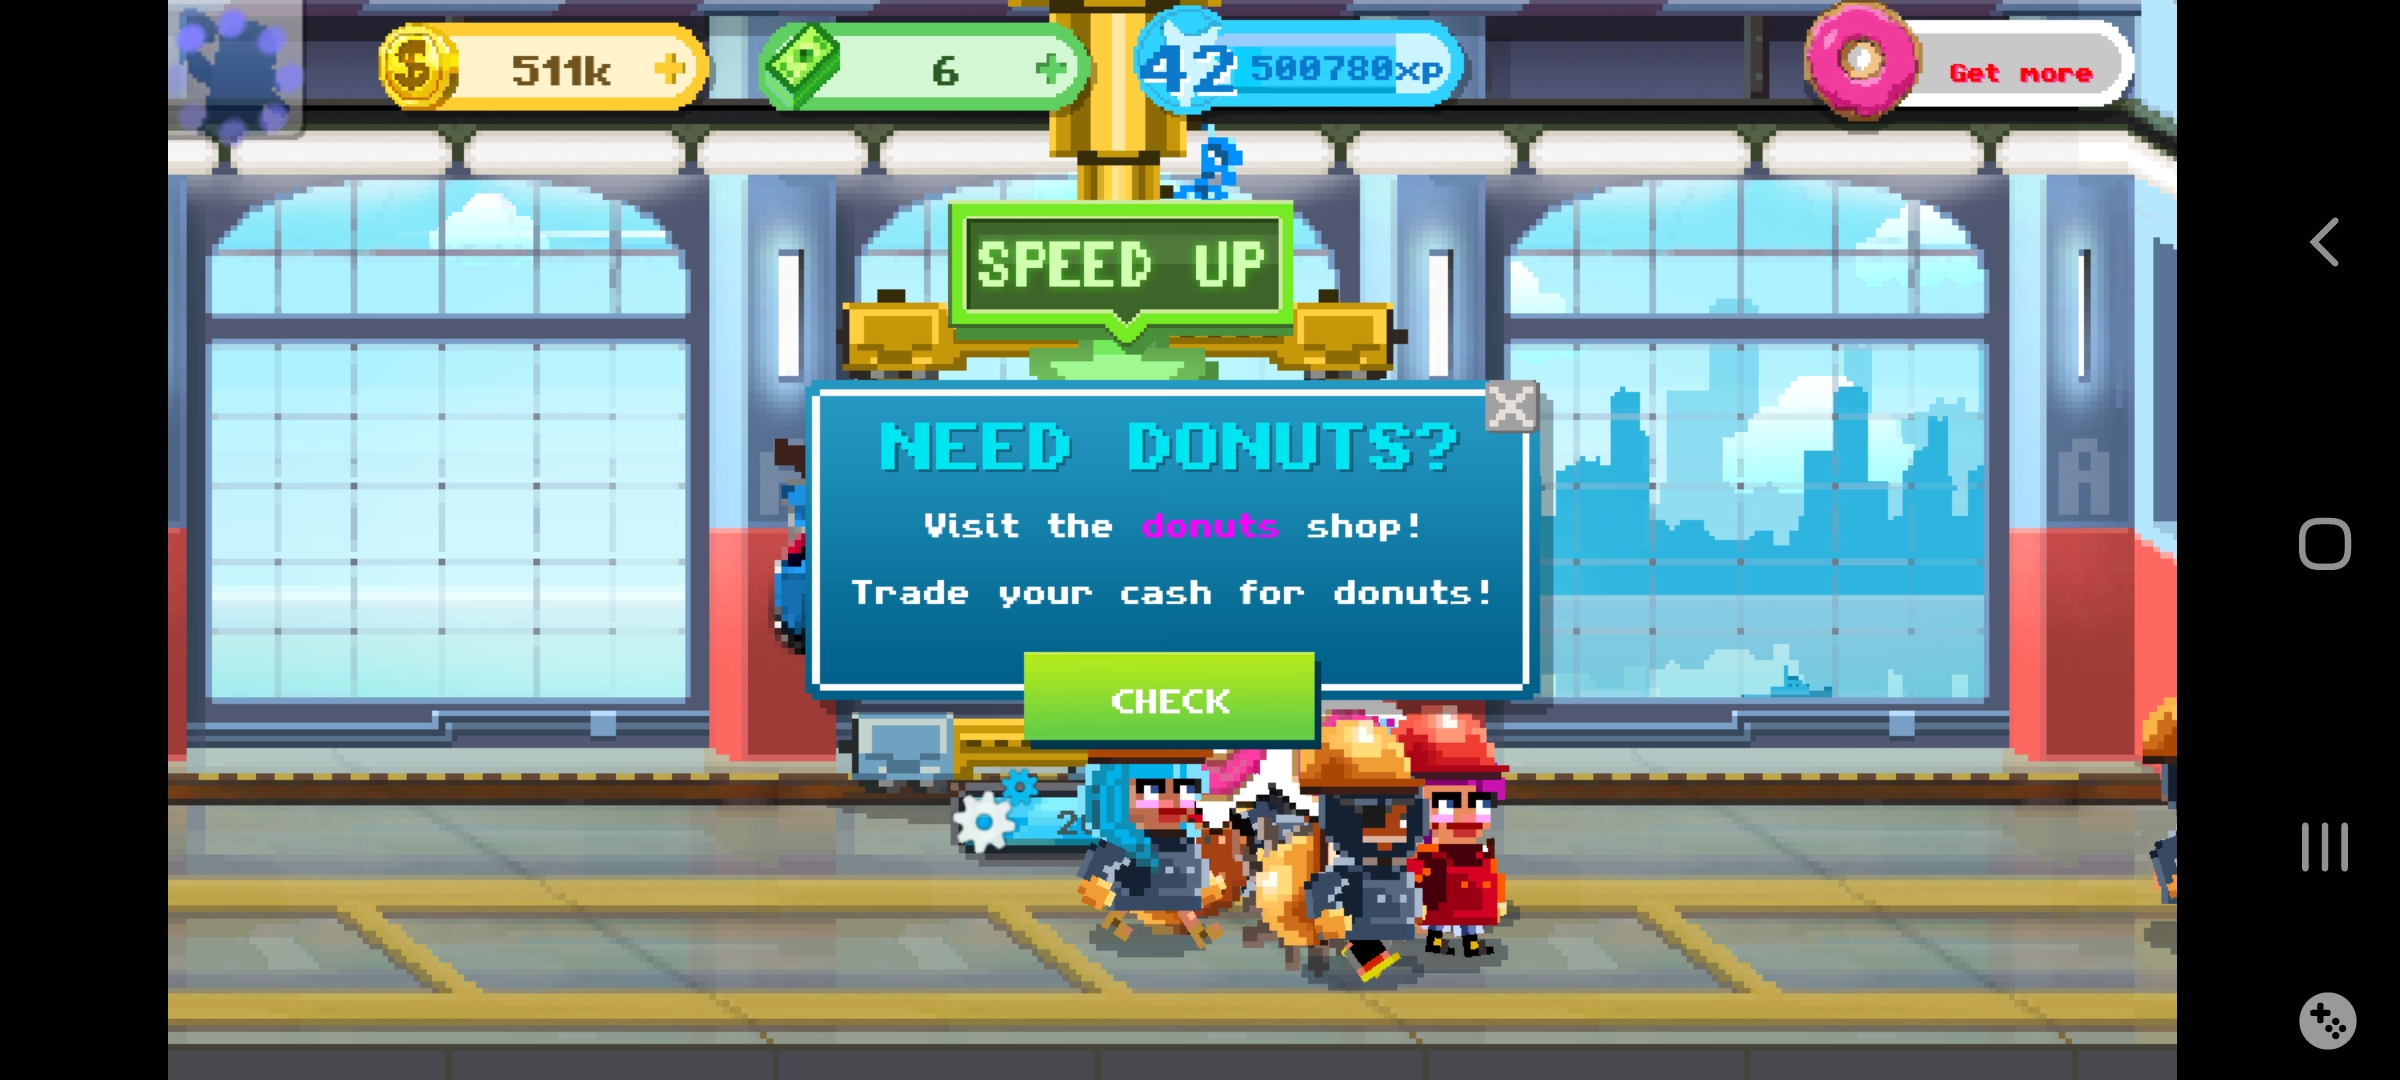 511k
6
42 500780xp
Get more
SPEED UP
NEED DONUTS?
Visit the donuts shop!
Trade your cash for donuts!
CHECK
A